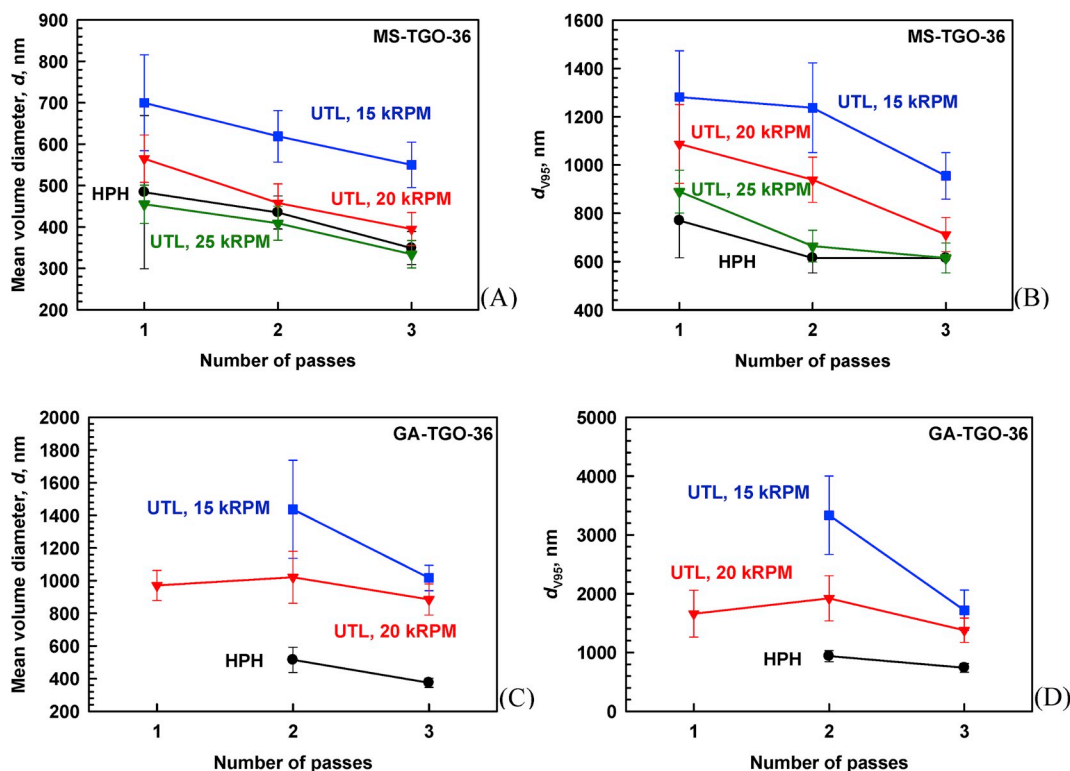 MS-TGO-36
Mean volume diameter, d, nm
900
800
700
600
500
400
300
200
UTL, 15 kRPM
UTL, 20 kRPM
HPH
UTL, 25 kRPM
1 2 3
Number of passes
(A)
MS-TGO-36
dV95, nm
1600
1400
1200
1000
800
600
400
UTL, 15 kRPM
UTL, 20 kRPM
UTL, 25 kRPM
HPH
1 2 3
Number of passes
(B)
GA-TGO-36
Mean volume diameter, d, nm
2000
1800
1600
1400
1200
1000
800
600
400
200
UTL, 15 kRPM
UTL, 20 kRPM
HPH
1 2 3
Number of passes
(C)
GA-TGO-36
dV95, nm
5000
4000
3000
2000
1000
0
UTL, 15 kRPM
UTL, 20 kRPM
HPH
1 2 3
Number of passes
(D)